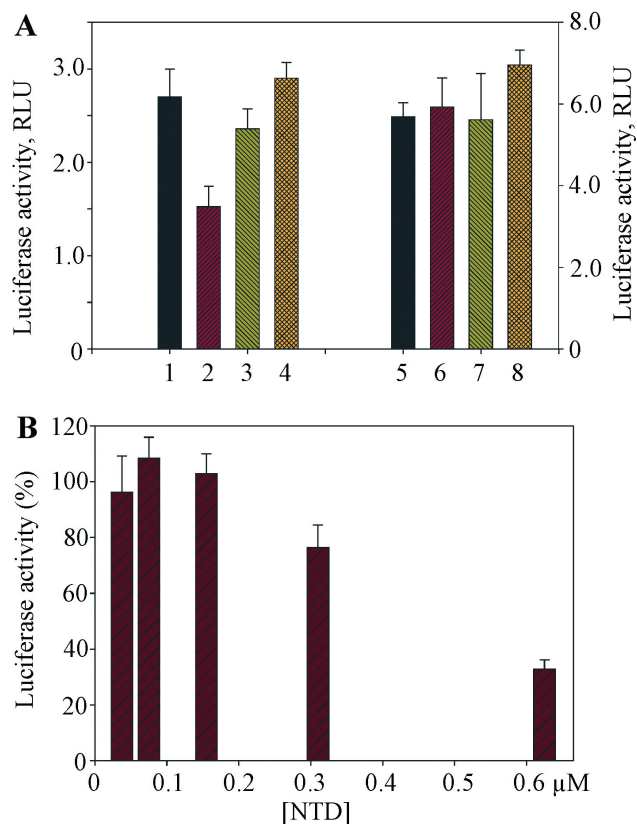 A
Luciferase activity, RLU
3.0
2.0
1.0
0
8.0
6.0
4.0
2.0
0.0
Luciferase activity, RLU
1 2 3 4 5 6 7 8
B
Luciferase activity (%)
120
100
80
60
40
20
0
0 0.1 0.2 0.3 0.4 0.5 0.6 µM
[NTD]